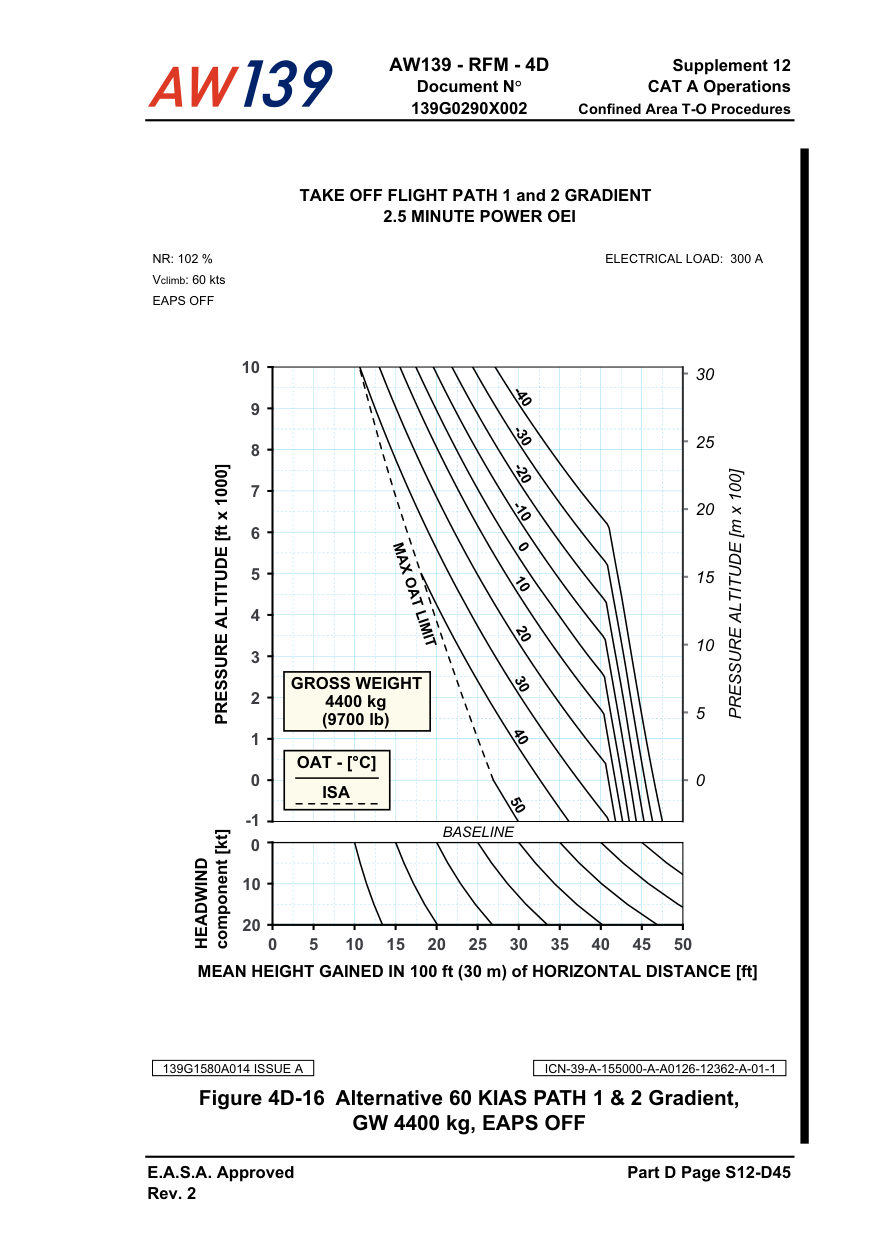 AW139
AW139 - RFM - 4D
Document N°
139G0290X002
Supplement 12
CAT A Operations
Confined Area T-O Procedures
TAKE OFF FLIGHT PATH 1 and 2 GRADIENT
2.5 MINUTE POWER OEI
NR: 102 %
ELECTRICAL LOAD: 300 A
Vclimb: 60 kts
EAPS OFF
PRESSURE ALTITUDE [ft x 1000]
10
9
8
7
6
5
4
3
2
1
0
-1
-40
-30
-20
-10
0
10
20
30
40
50
MAX OAT LIMIT
GROSS WEIGHT
4400 kg
(9700 lb)
OAT - [°C]
ISA
30
25
20
15
10
5
0
PRESSURE ALTITUDE [m x 100]
BASELINE
HEADWIND
component [kt]
0
10
20
0 5 10 15 20 25 30 35 40 45 50
MEAN HEIGHT GAINED IN 100 ft (30 m) of HORIZONTAL DISTANCE [ft]
139G1580A014 ISSUE A
ICN-39-A-155000-A-A0126-12362-A-01-1
Figure 4D-16 Alternative 60 KIAS PATH 1 & 2 Gradient,
GW 4400 kg, EAPS OFF
E.A.S.A. Approved
Part D Page S12-D45
Rev. 2